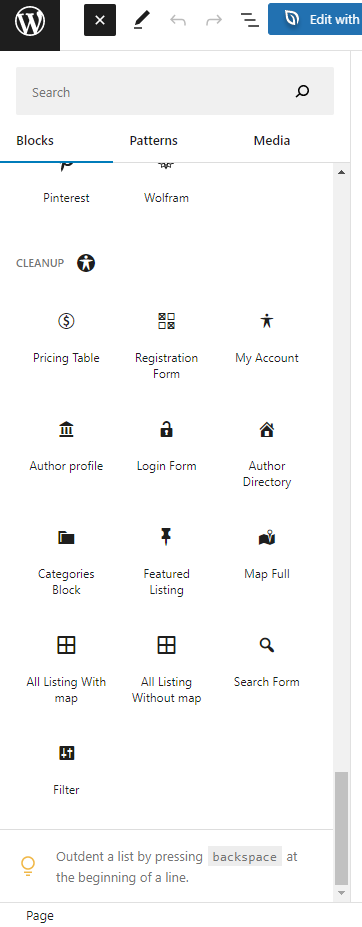 Edit with
Search
Blocks Patterns Media
Pinterest Wolfram
CLEANUP
Pricing Table Registration My Account
Form
Author profile Login Form Author
Directory
Categories Featured Map Full
Block Listing
All Listing With All Listing Search Form
map Without map
Filter
Outdent a list by pressing backspace at
the beginning of a line.
Page